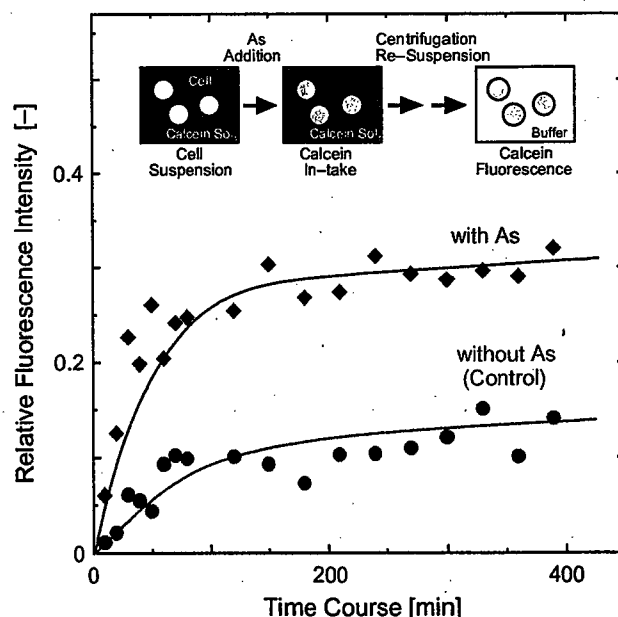 As
Addition
Centrifugation
Re-Suspension
Cell
Calcein So.
Cell
Suspension
Calcein Sol.
Calcein
In-take
Buffer
Calcein
Fluorescence
Relative Fluorescence Intensity [-]
0.4
0.2
0
with As
without As
(Control)
0
200
400
Time Course [min]